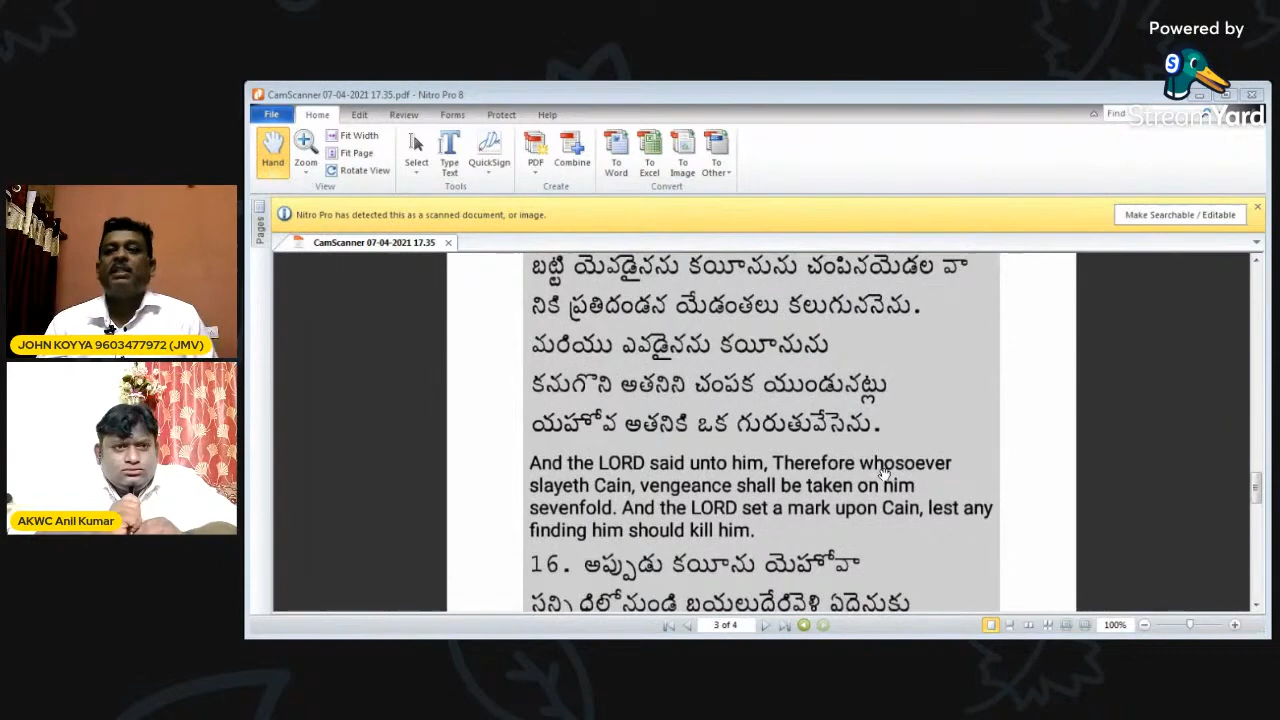 Powered by
S
StreamYard
CamScanner 07-04-2021 17.35.pdf - Nitro Pro 8
File Home Edit Review Forms Protect Help
Find
Hand
Zoom
Fit Width
Fit Page
Rotate View
View
Select
Type Text
QuickSign
Tools
PDF
Combine
Create
To Word
To Excel
To Image
To Other
Convert
Pages
Nitro Pro has detected this as a scanned document, or image.
Make Searchable / Editable
CamScanner 07-04-2021 17.35
బట్టి యెవడైనను కయీనును చంపినయెడల వా
నికి ప్రతిదండన యేడంతలు కలుగుననెను.
మరియు ఎవడైనను కయీనును
కనుగొని అతనిని చంపక యుండునట్లు
యహోవ అతనికి ఒక గురుతువేసెను.
And the LORD said unto him, Therefore whosoever
slayeth Cain, vengeance shall be taken on him
sevenfold. And the LORD set a mark upon Cain, lest any
finding him should kill him.
16. అప్పుడు కయీను యెహోవా
సన్ని ధిలోనుండి బయలుదేరివెళి ఏదెనుకు
3 of 4
100%
JOHN KOYYA 9603477972 (JMV)
AKWC Anil Kumar